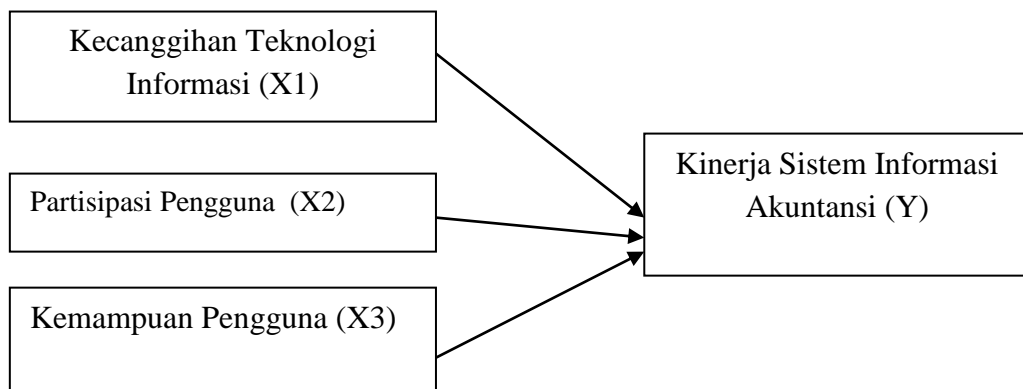 Kecanggihan Teknologi
Informasi (X1)
Partisipasi Pengguna (X2)
Kemampuan Pengguna (X3)
Kinerja Sistem Informasi
Akuntansi (Y)